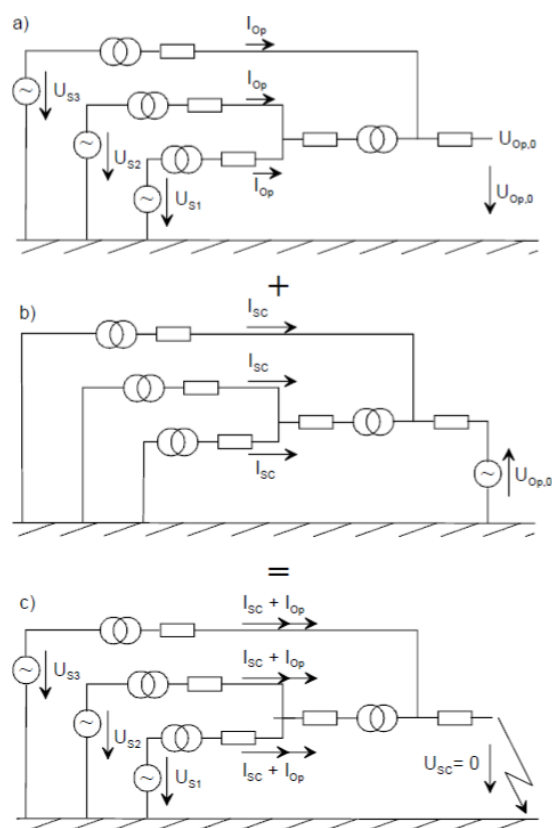 a)
I_Op
I_Op
U_S3
U_S2
I_Op
U_S1
U_Op,0
U_Op,0
+
b)
I_SC
I_SC
I_SC
U_Op,0
=
c)
I_SC + I_Op
I_SC + I_Op
U_S3
U_S2
U_S1
I_SC + I_Op
U_SC = 0